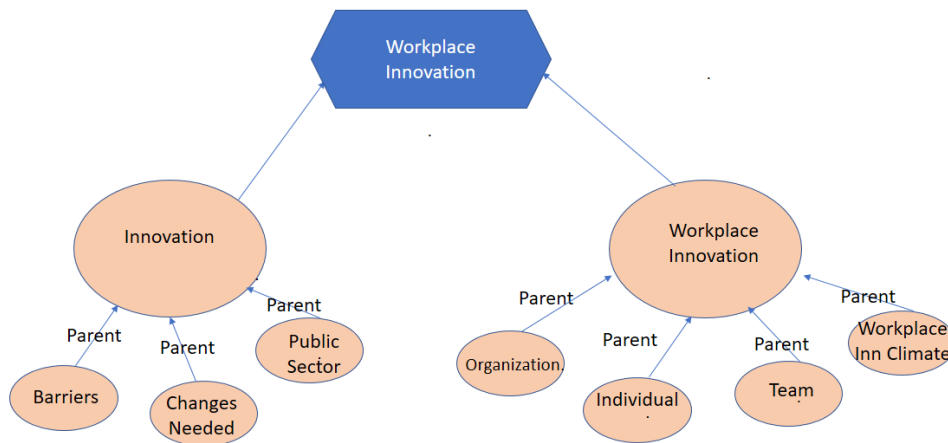 Workplace
Innovation
Innovation
Workplace
Innovation
Parent
Parent
Parent
Parent
Parent
Parent
Parent
Barriers
Changes
Needed
Public
Sector
Organization.
Individual
Team
Workplace
Inn Climate